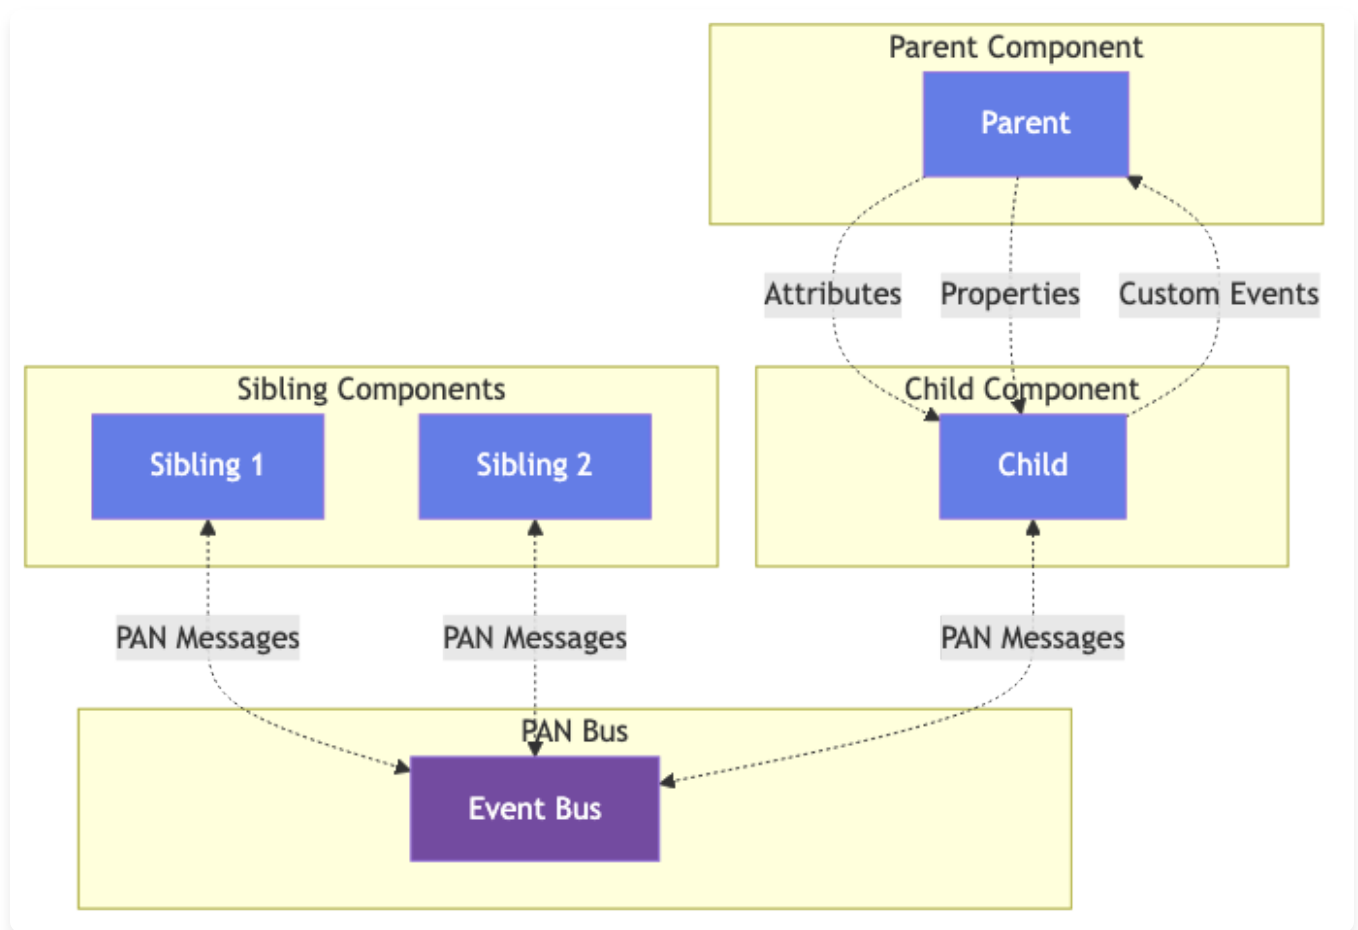 Parent Component
Parent
Attributes
Properties
Custom Events
Sibling Components
Sibling 1
Sibling 2
Child Component
Child
PAN Messages
PAN Messages
PAN Messages
PAN Bus
Event Bus